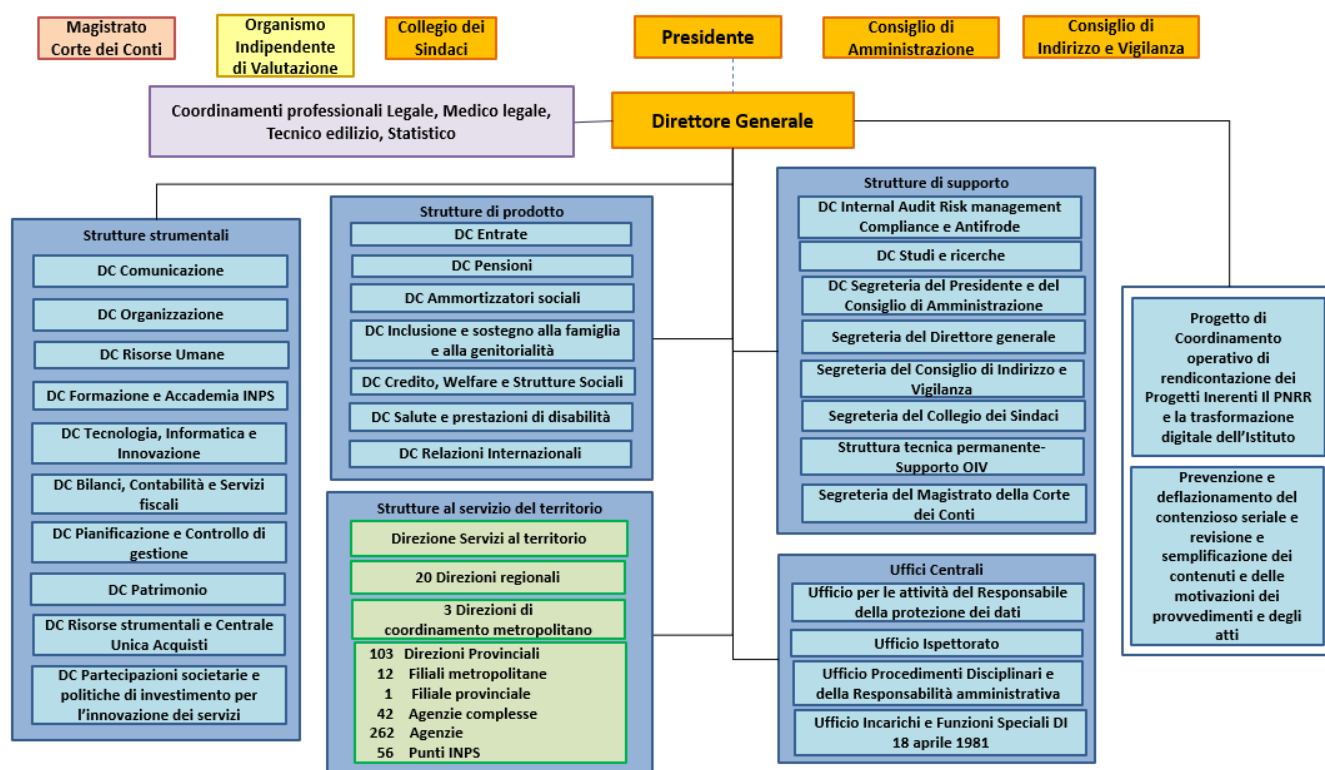 Magistrato
Corte dei Conti
Organismo
Indipendente
di Valutazione
Collegio dei
Sindaci
Presidente
Consiglio di
Amministrazione
Consiglio di
Indirizzo e Vigilanza
Coordinamenti professionali Legale, Medico legale,
Tecnico edilizio, Statistico
Direttore Generale
Strutture strumentali
DC Comunicazione
DC Organizzazione
DC Risorse Umane
DC Formazione e Accademia INPS
DC Tecnologia, Informatica e
Innovazione
DC Bilanci, Contabilità e Servizi
fiscali
DC Pianificazione e Controllo di
gestione
DC Patrimonio
DC Risorse strumentali e Centrale
Unica Acquisti
DC Partecipazioni societarie e
politiche di investimento per
l’innovazione dei servizi
Strutture di prodotto
DC Entrate
DC Pensioni
DC Ammortizzatori sociali
DC Inclusione e sostegno alla famiglia
e alla genitorialità
DC Credito, Welfare e Strutture Sociali
DC Salute e prestazioni di disabilità
DC Relazioni Internazionali
Strutture al servizio del territorio
Direzione Servizi al territorio
20 Direzioni regionali
3 Direzioni di
coordinamento metropolitano
103 Direzioni Provinciali
12 Filiali metropolitane
1 Filiale provinciale
42 Agenzie complesse
262 Agenzie
56 Punti INPS
Strutture di supporto
DC Internal Audit Risk management
Compliance e Antifrode
DC Studi e ricerche
DC Segreteria del Presidente e del
Consiglio di Amministrazione
Segreteria del Direttore generale
Segreteria del Consiglio di Indirizzo e
Vigilanza
Segreteria del Collegio dei Sindaci
Struttura tecnica permanente-
Supporto OIV
Segreteria del Magistrato della Corte
dei Conti
Uffici Centrali
Ufficio per le attività del Responsabile
della protezione dei dati
Ufficio Ispettorato
Ufficio Procedimenti Disciplinari e
della Responsabilità amministrativa
Ufficio Incarichi e Funzioni Speciali DI
18 aprile 1981
Progetto di
Coordinamento
operativo di
rendicontazione dei
Progetti Inerenti Il PNRR
e la trasformazione
digitale dell’Istituto
Prevenzione e
deflazionamento del
contenzioso seriale e
revisione e
semplificazione dei
contenuti e delle
motivazioni dei
provvedimenti e degli
atti